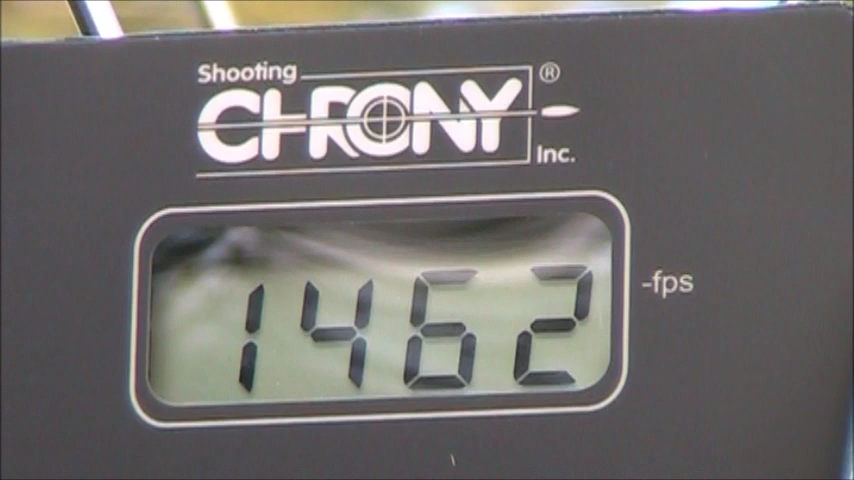 Shooting
CHRONY®
Inc.
1462
-fps